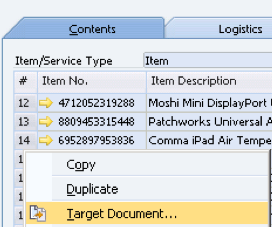 Contents Logistics
Item/Service Type Item
# Item No. Item Description
12 4712052319288 Moshi Mini DisplayPort
13 8809453315448 Patchworks Universal A
14 6952897953836 Comma iPad Air Tempe
1 Copy
1 Duplicate
1 Target Document...